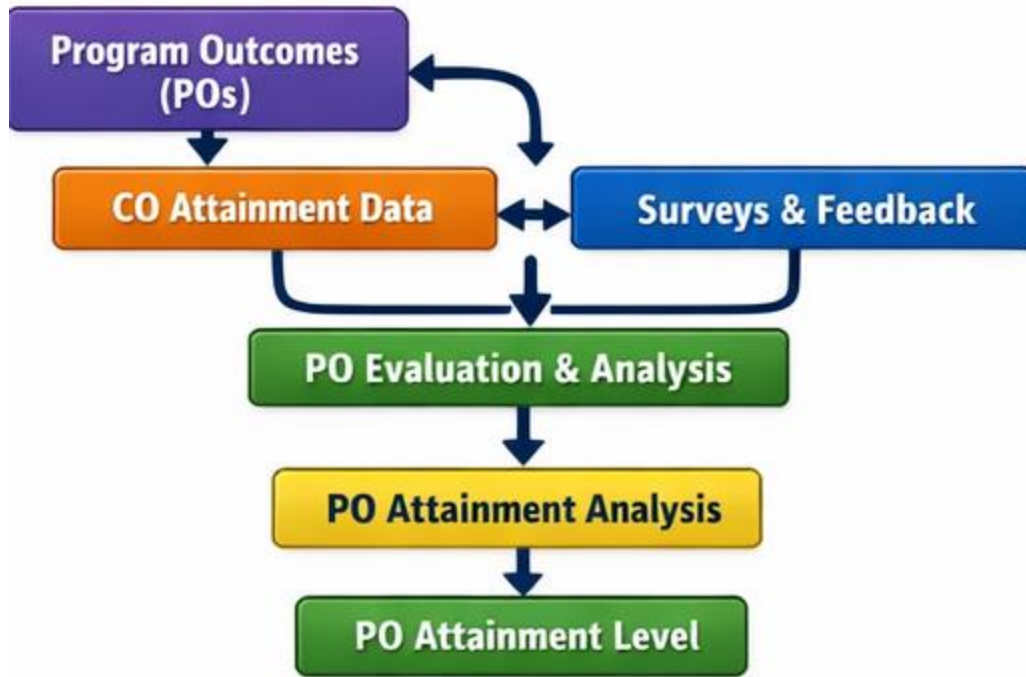 Program Outcomes
(POs)
CO Attainment Data
Surveys & Feedback
PO Evaluation & Analysis
PO Attainment Analysis
PO Attainment Level